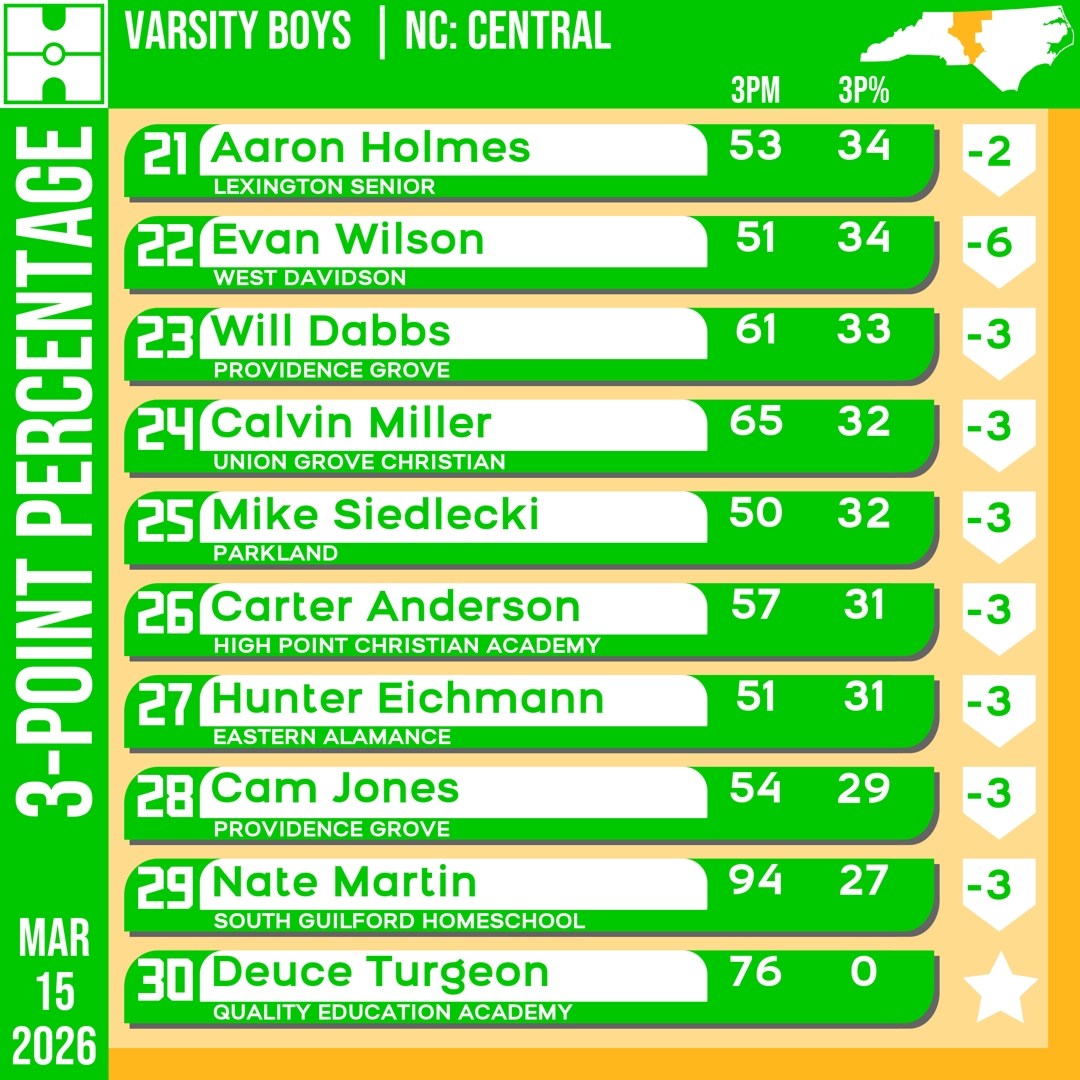 VARSITY BOYS | NC: CENTRAL
3PM 3P%
3-POINT PERCENTAGE
MAR
15
2026
21 Aaron Holmes 53 34 -2
LEXINGTON SENIOR
22 Evan Wilson 51 34 -6
WEST DAVIDSON
23 Will Dabbs 61 33 -3
PROVIDENCE GROVE
24 Calvin Miller 65 32 -3
UNION GROVE CHRISTIAN
25 Mike Siedlecki 50 32 -3
PARKLAND
26 Carter Anderson 57 31 -3
HIGH POINT CHRISTIAN ACADEMY
27 Hunter Eichmann 51 31 -3
EASTERN ALAMANCE
28 Cam Jones 54 29 -3
PROVIDENCE GROVE
29 Nate Martin 94 27 -3
SOUTH GUILFORD HOMESCHOOL
30 Deuce Turgeon 76 0
QUALITY EDUCATION ACADEMY